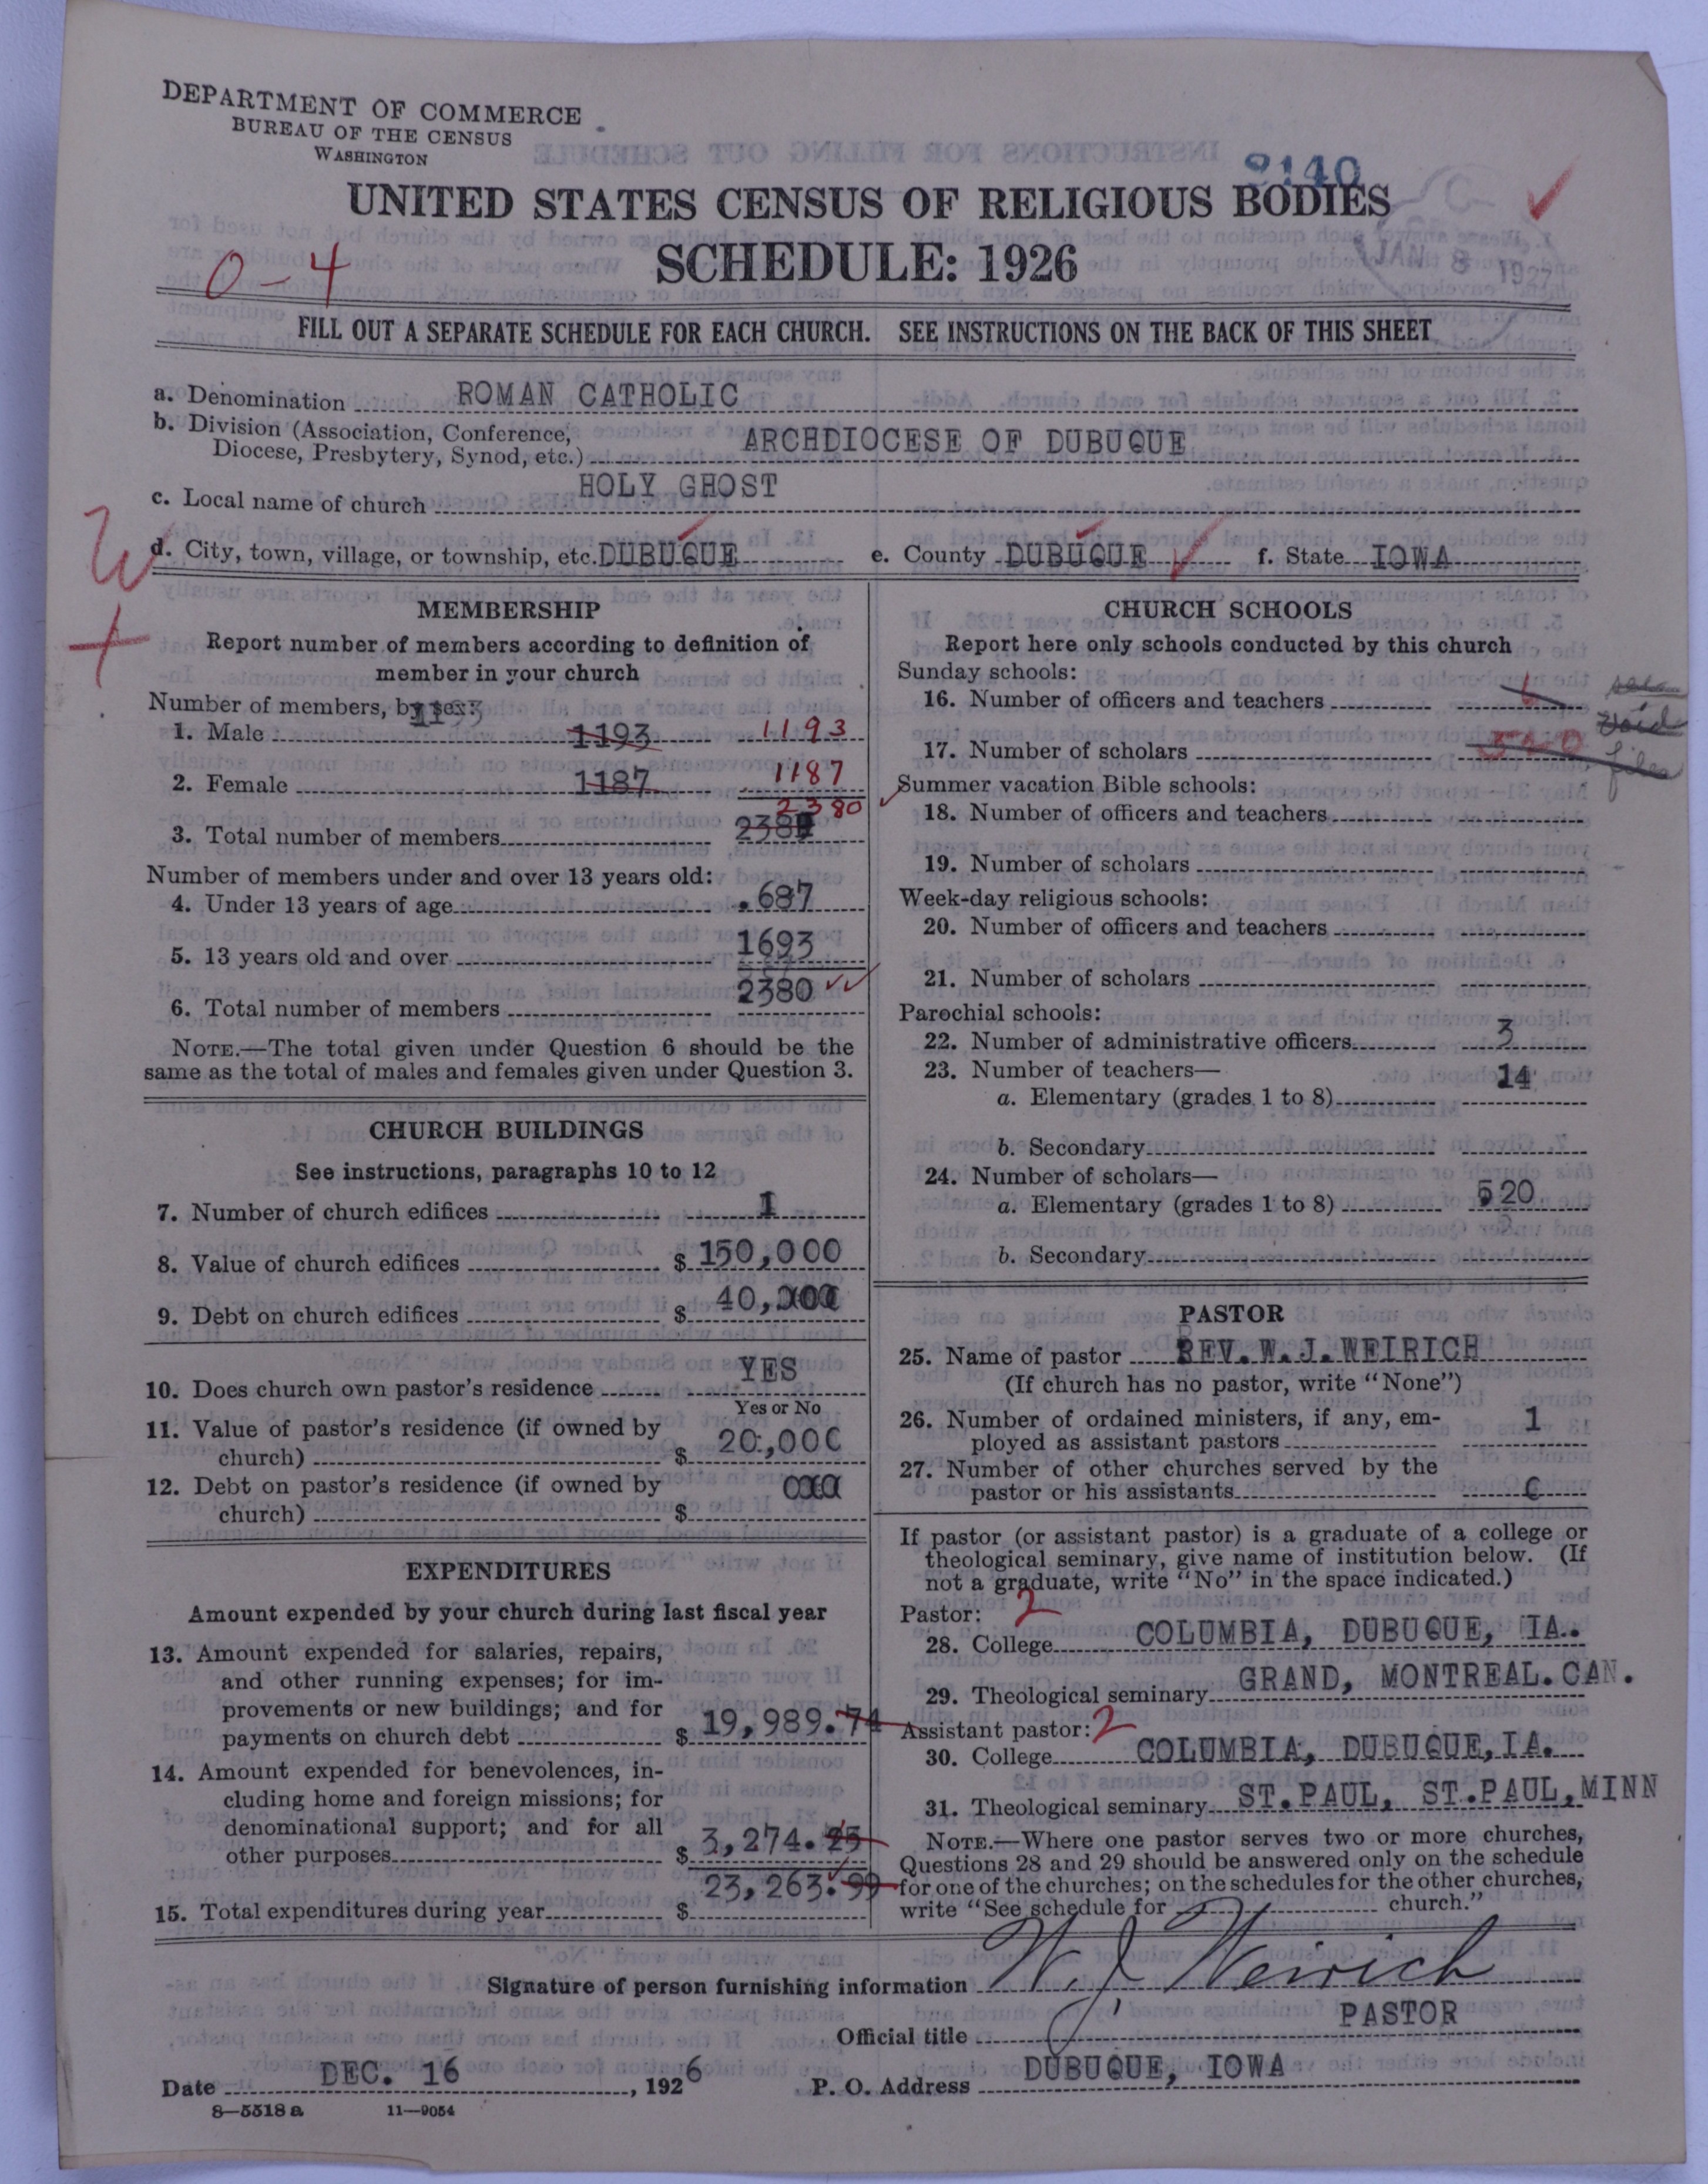 DEPARTMENT OF COMMERCE
BUREAU OF THE CENSUS
WASHINGTON
2140
UNITED STATES CENSUS OF RELIGIOUS BODIES
SCHEDULE: 1926
JAN 8 1927
0-4
FILL OUT A SEPARATE SCHEDULE FOR EACH CHURCH. SEE INSTRUCTIONS ON THE BACK OF THIS SHEET
a. Denomination ROMAN CATHOLIC
b. Division (Association, Conference,
Diocese, Presbytery, Synod, etc.) ARCHDIOCESE OF DUBUQUE
c. Local name of church HOLY GHOST
d. City, town, village, or township, etc. DUBUQUE e. County DUBUQUE f. State IOWA
MEMBERSHIP
Report number of members according to definition of
member in your church
Number of members, by sex:
1. Male 1193 1193
2. Female 1187 1187
2380
3. Total number of members
Number of members under and over 13 years old:
4. Under 13 years of age .687
5. 13 years old and over 1693
6. Total number of members 2380
NOTE.—The total given under Question 6 should be the
same as the total of males and females given under Question 3.
CHURCH BUILDINGS
See instructions, paragraphs 10 to 12
7. Number of church edifices 1
8. Value of church edifices $ 150,000
9. Debt on church edifices $ 40,000
10. Does church own pastor's residence YES
Yes or No
11. Value of pastor's residence (if owned by
church) $ 20,000
12. Debt on pastor's residence (if owned by
church) $ 000
EXPENDITURES
Amount expended by your church during last fiscal year
13. Amount expended for salaries, repairs,
and other running expenses; for im-
provements or new buildings; and for
payments on church debt $ 19,989.74
14. Amount expended for benevolences, in-
cluding home and foreign missions; for
denominational support; and for all
other purposes $ 3,274.25
15. Total expenditures during year $ 23,263.99
CHURCH SCHOOLS
Report here only schools conducted by this church
Sunday schools:
16. Number of officers and teachers
17. Number of scholars 520
Summer vacation Bible schools:
18. Number of officers and teachers
19. Number of scholars
Week-day religious schools:
20. Number of officers and teachers
21. Number of scholars
Parochial schools:
22. Number of administrative officers 3
23. Number of teachers—
a. Elementary (grades 1 to 8) 14
b. Secondary
24. Number of scholars—
a. Elementary (grades 1 to 8) 520
b. Secondary
PASTOR
25. Name of pastor REV. W. J. WEIRICH
(If church has no pastor, write "None")
26. Number of ordained ministers, if any, em-
ployed as assistant pastors 1
27. Number of other churches served by the
pastor or his assistants 0
If pastor (or assistant pastor) is a graduate of a college or
theological seminary, give name of institution below. (If
not a graduate, write "No" in the space indicated.)
Pastor: 2
28. College COLUMBIA, DUBUQUE, IA.
29. Theological seminary GRAND, MONTREAL. CAN.
Assistant pastor: 2
30. College COLUMBIA, DUBUQUE, IA.
31. Theological seminary ST. PAUL, ST. PAUL, MINN
NOTE.—Where one pastor serves two or more churches,
Questions 28 and 29 should be answered only on the schedule
for one of the churches; on the schedules for the other churches,
write "See schedule for church."
Signature of person furnishing information W. J. Weirich
Official title PASTOR
Date DEC. 16, 1926 P. O. Address DUBUQUE, IOWA
8—5518 a 11—9054